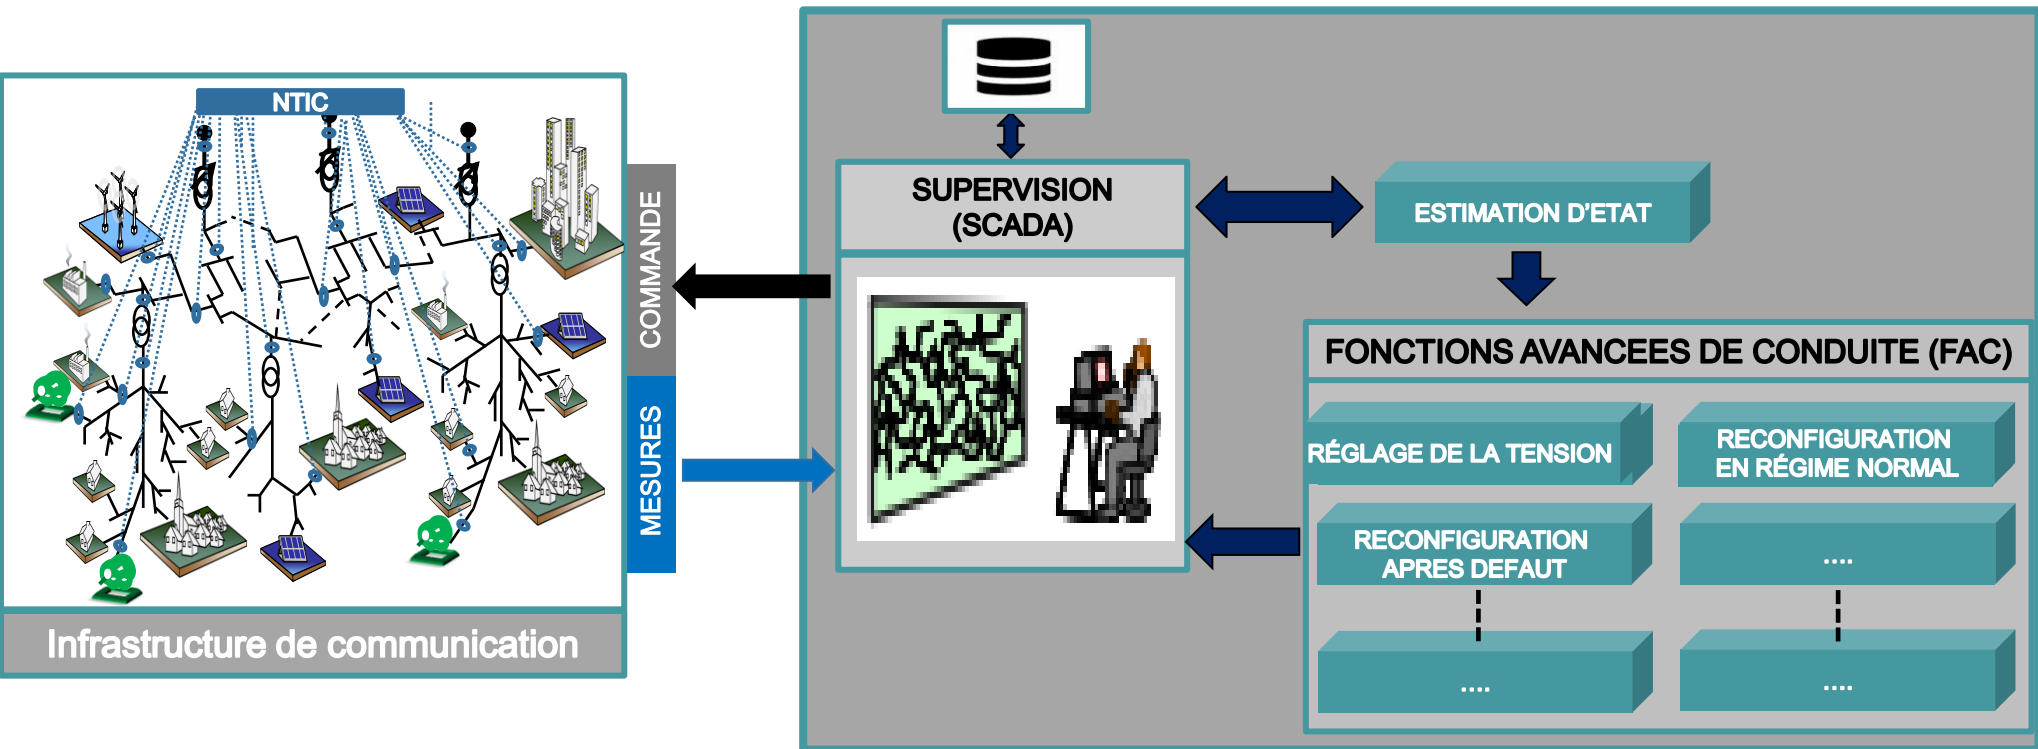 NTIC
Infrastructure de communication
COMMANDE
MESURES
SUPERVISION
(SCADA)
ESTIMATION D'ETAT
FONCTIONS AVANCEES DE CONDUITE (FAC)
RÉGLAGE DE LA TENSION
RECONFIGURATION
EN RÉGIME NORMAL
RECONFIGURATION
APRES DEFAUT
....
....
....